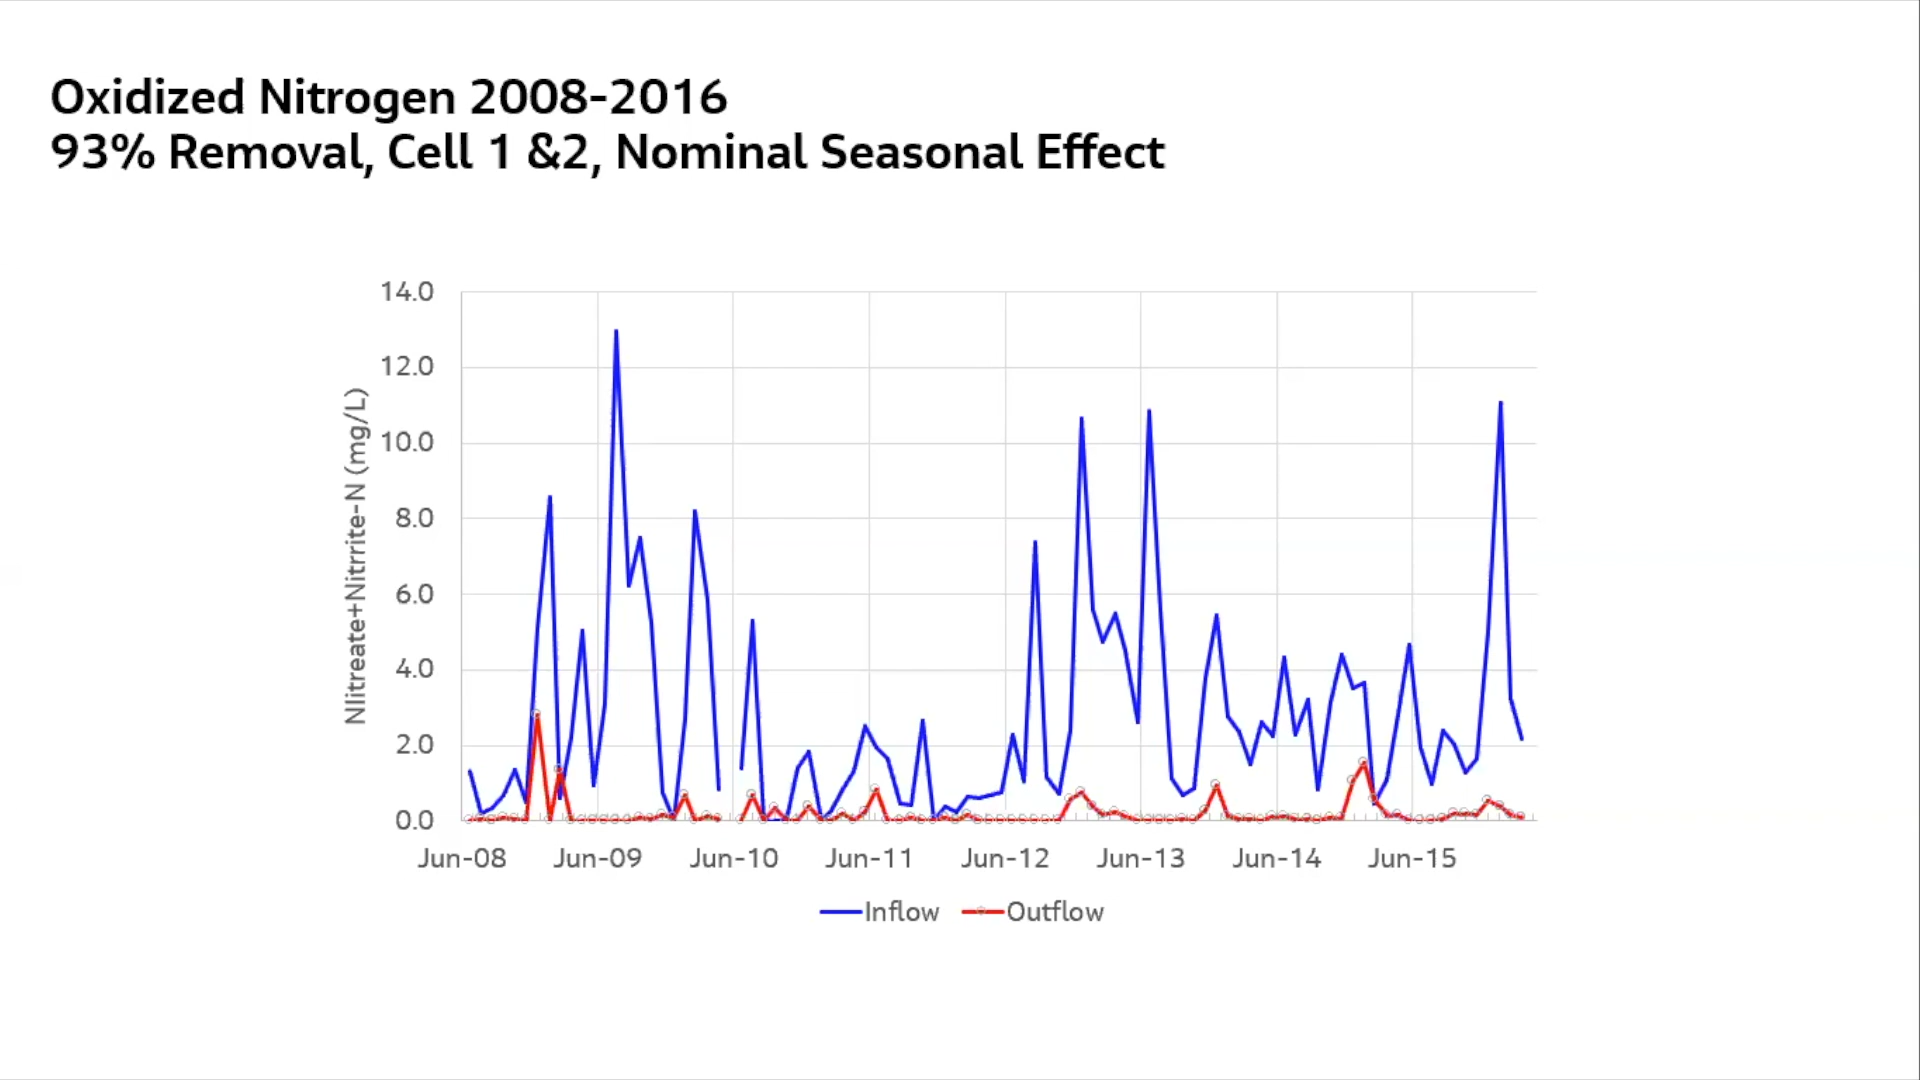 Oxidized Nitrogen 2008-2016
93% Removal, Cell 1 &2, Nominal Seasonal Effect
14.0
12.0
10.0
8.0
6.0
4.0
2.0
0.0
NIitreate+Nitrrite-N (mg/L)
Jun-08 Jun-09 Jun-10 Jun-11 Jun-12 Jun-13 Jun-14 Jun-15
Inflow Outflow